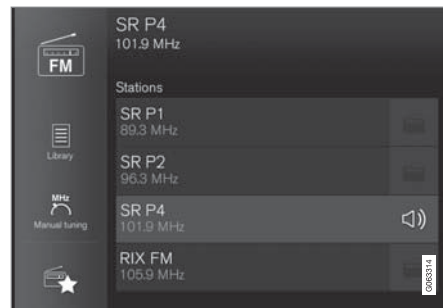 SR P4
101.9 MHz
FM
Stations
SR P1
89.3 MHz
Library
SR P2
96.3 MHz
MHz
Manual tuning
SR P4
101.9 MHz
RIX FM
105.9 MHz
G063314